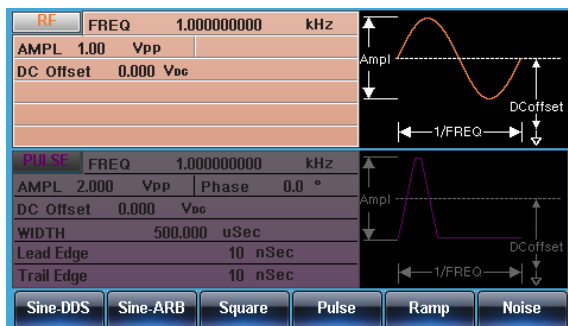 RF FREQ 1.000000000 kHz
AMPL 1.00 Vpp
DC Offset 0.000 VDC
Ampl
DCoffset
1/FREQ
PULSE FREQ 1.000000000 kHz
AMPL 2.000 Vpp Phase 0.0 °
DC Offset 0.000 VDC
WIDTH 500.000 uSec
Lead Edge 10 nSec
Trail Edge 10 nSec
Ampl
DCoffset
1/FREQ
Sine-DDS Sine-ARB Square Pulse Ramp Noise